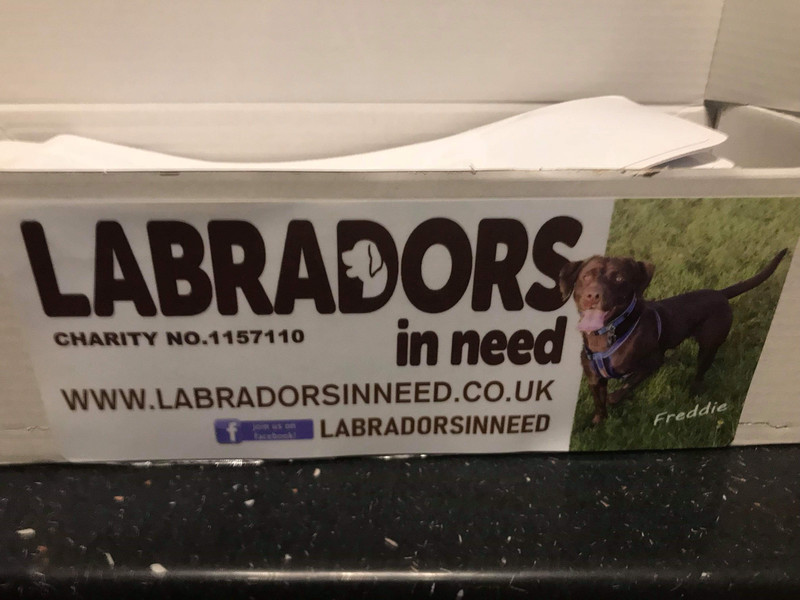 LABRADORS
in need
CHARITY NO.1157110
WWW.LABRADORSINNEED.CO.UK
f join us on facebook! LABRADORSINNEED
Freddie